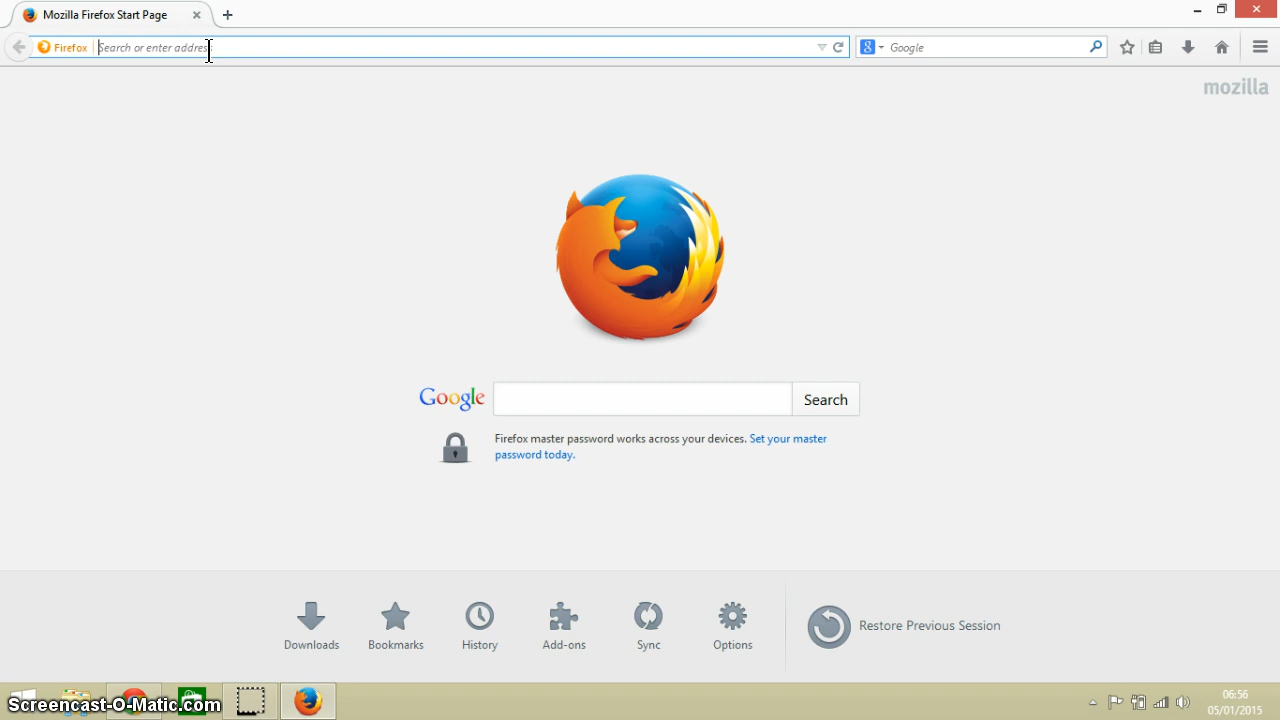 Mozilla Firefox Start Page
Firefox
Search or enter address
Google
mozilla
Google
Search
Firefox master password works across your devices. Set your master
password today.
Downloads
Bookmarks
History
Add-ons
Sync
Options
Restore Previous Session
Screencast-O-Matic.com
06:56
05/01/2015